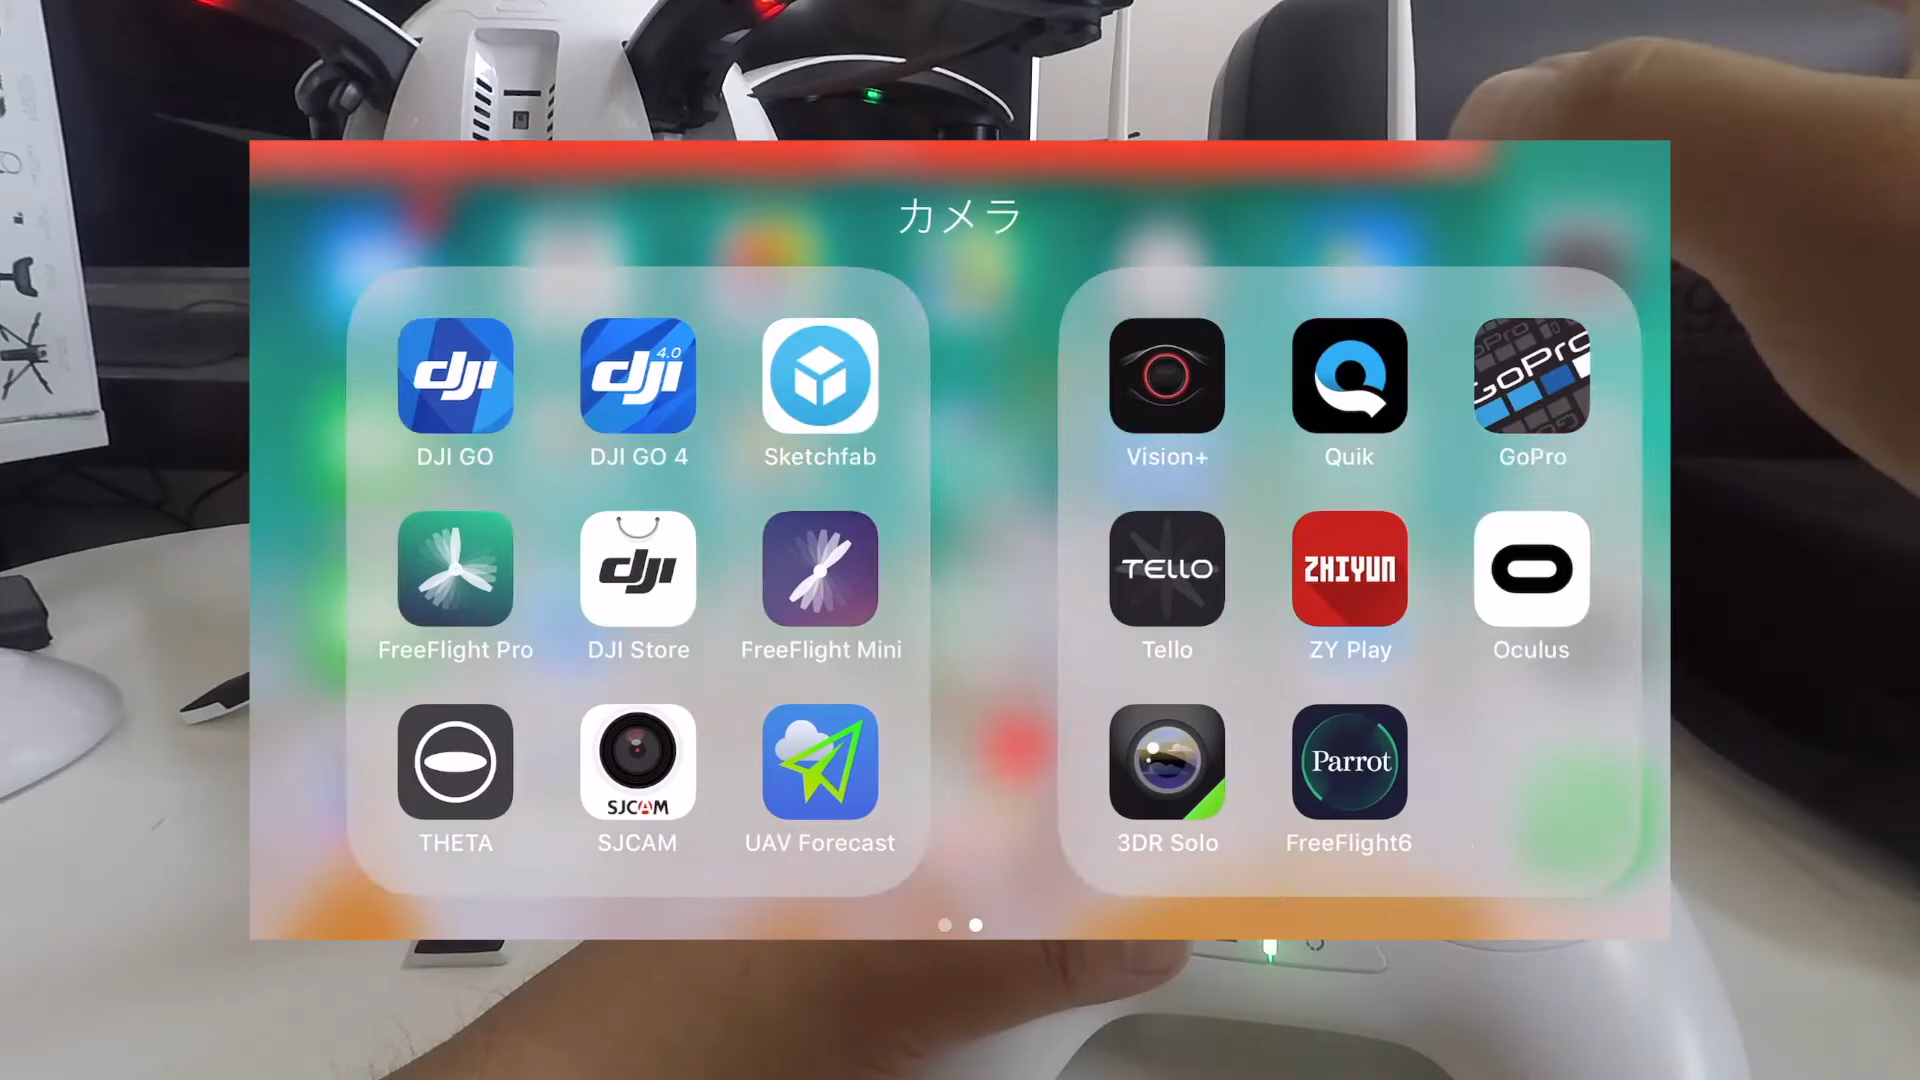 カメラ
dji
dji 4.0
GoPro
DJI GO
DJI GO 4
Sketchfab
Vision+
Quik
GoPro
dji
TELLO
ZHIYUN
FreeFlight Pro
DJI Store
FreeFlight Mini
Tello
ZY Play
Oculus
SJCAM
Parrot
THETA
SJCAM
UAV Forecast
3DR Solo
FreeFlight6